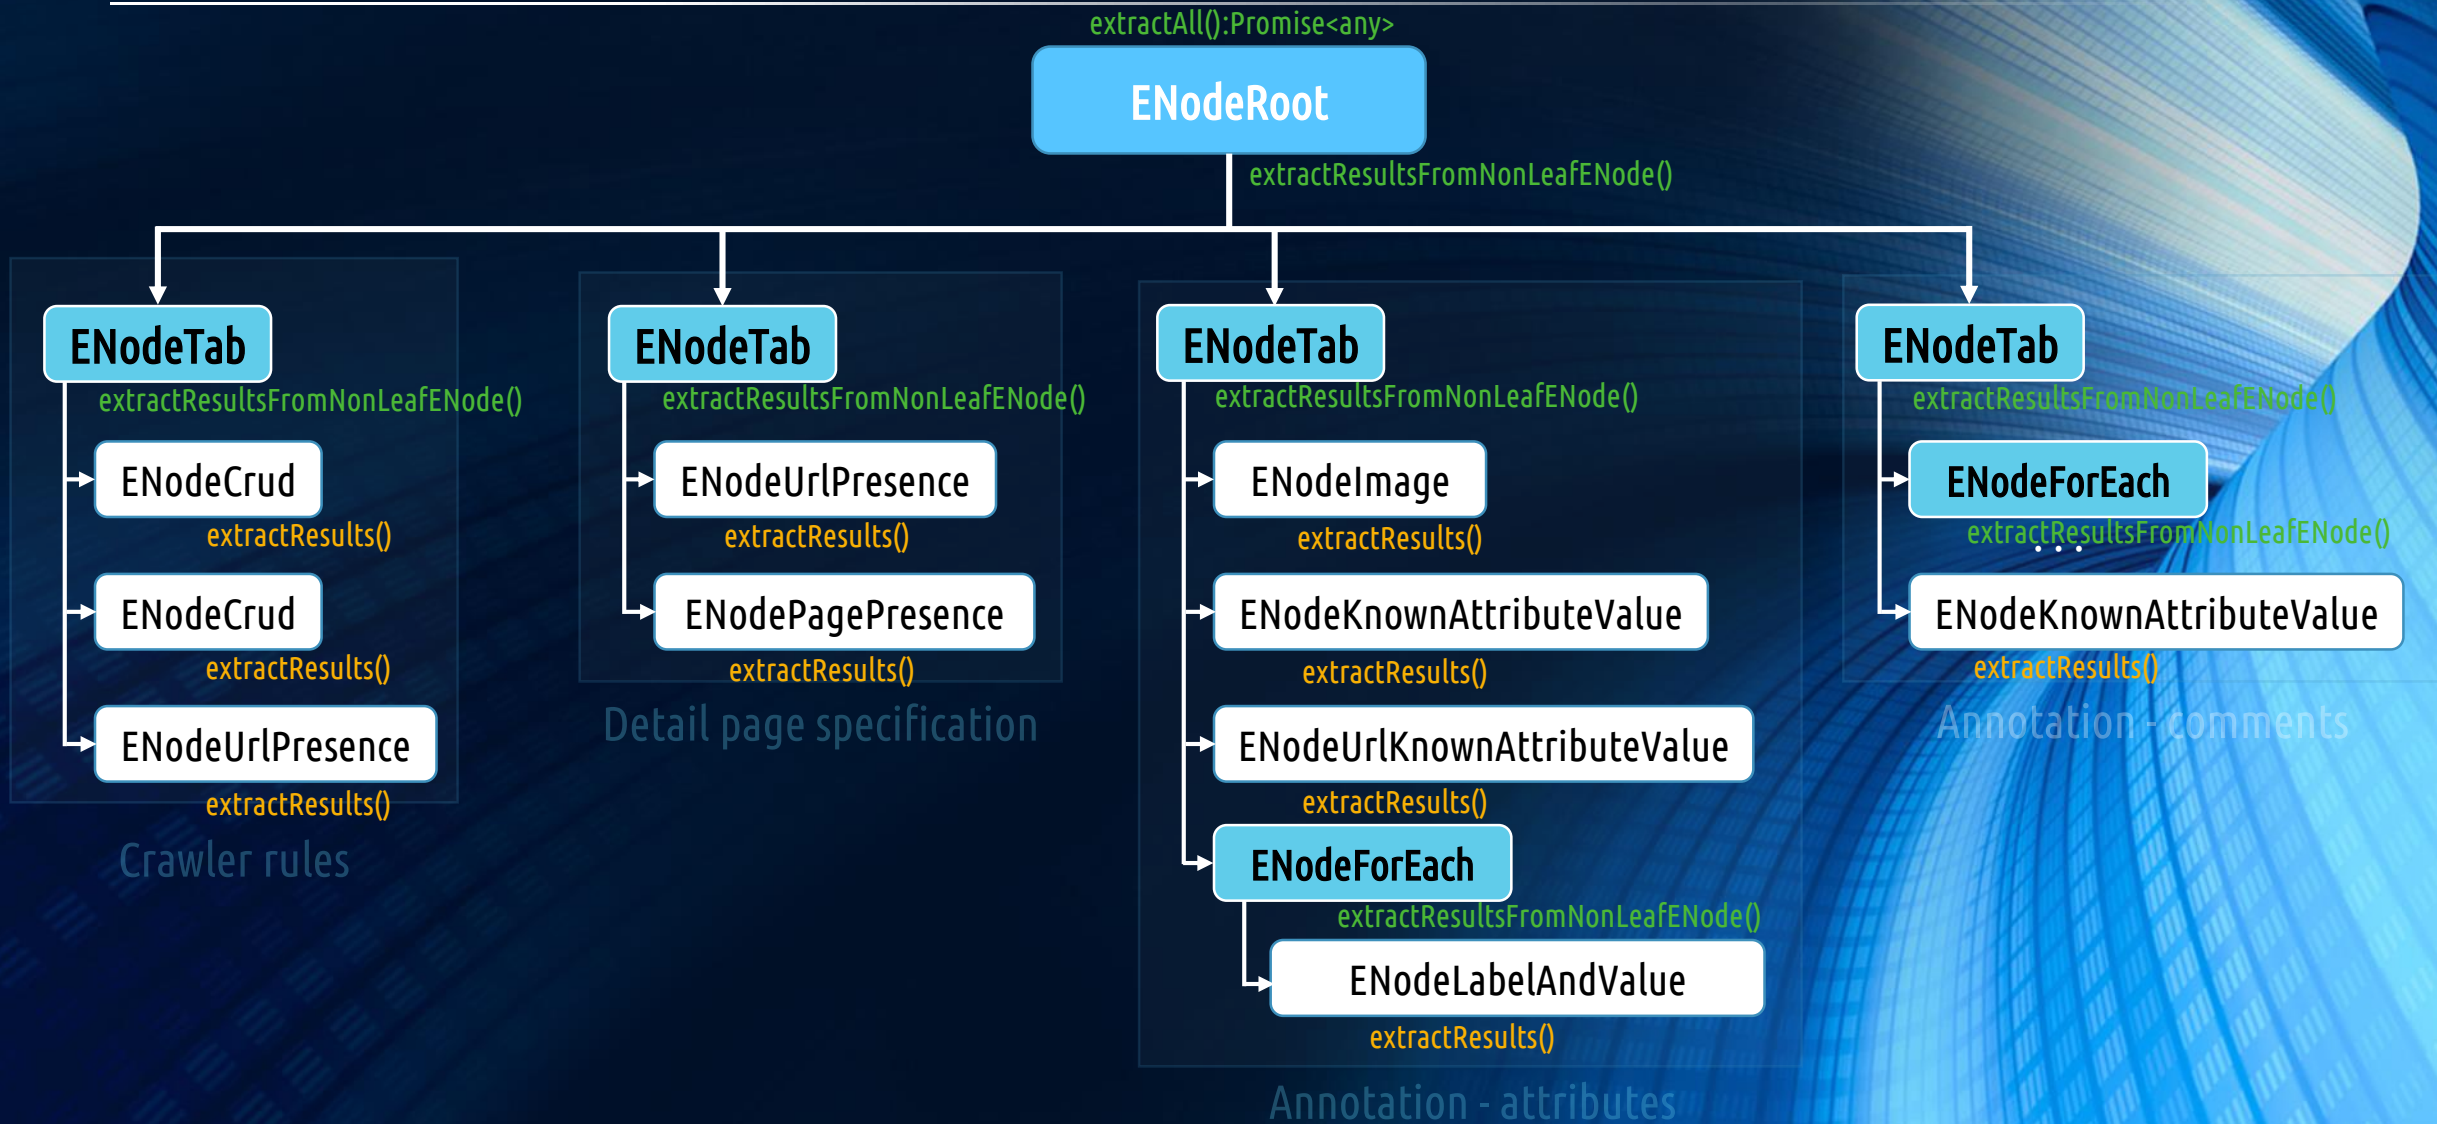 extractAll():Promise<any>
ENodeRoot
extractResultsFromNonLeafENode()
ENodeTab
extractResultsFromNonLeafENode()
ENodeCrud
extractResults()
ENodeCrud
extractResults()
ENodeUrlPresence
extractResults()
Crawler rules
ENodeTab
extractResultsFromNonLeafENode()
ENodeUrlPresence
extractResults()
ENodePagePresence
extractResults()
Detail page specification
ENodeTab
extractResultsFromNonLeafENode()
ENodeImage
extractResults()
ENodeKnownAttributeValue
extractResults()
ENodeUrlKnownAttributeValue
extractResults()
ENodeForEach
extractResultsFromNonLeafENode()
ENodeLabelAndValue
extractResults()
Annotation - attributes
ENodeTab
extractResultsFromNonLeafENode()
ENodeForEach
extractResultsFromNonLeafENode()
...
ENodeKnownAttributeValue
extractResults()
Annotation - comments